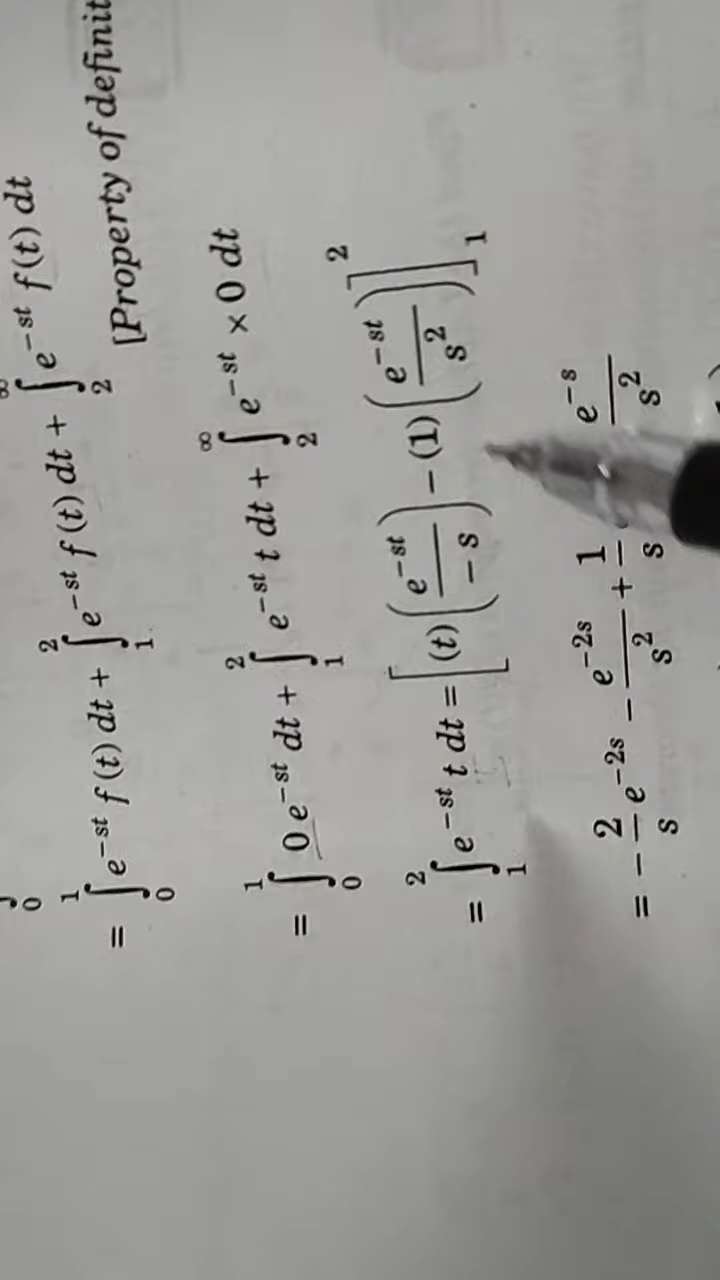 ∫₀
= ∫₀¹ e^{-st} f(t) dt + ∫₁² e^{-st} f(t) dt + ∫₂^∞ e^{-st} f(t) dt
[Property of definit
= ∫₀¹ 0 e^{-st} dt + ∫₁² e^{-st} t dt + ∫₂^∞ e^{-st} × 0 dt
= ∫₁² e^{-st} t dt = [(t) (e^{-st}/-s) - (1) (e^{-st}/s²)]₁²
= -2/s e^{-2s} - e^{-2s}/s² + 1/s e^{-s}/s²